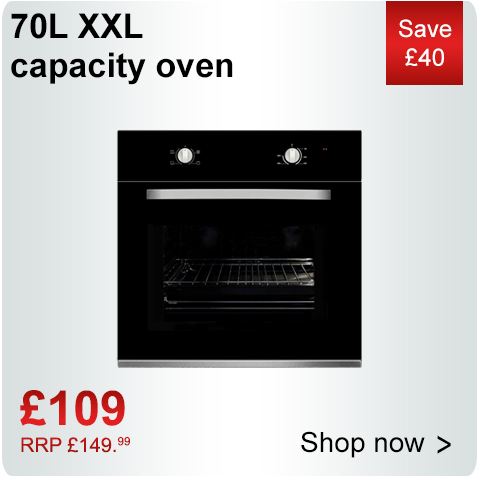 70L XXL
capacity oven
Save
£40
£109
RRP £149.99
Shop now >